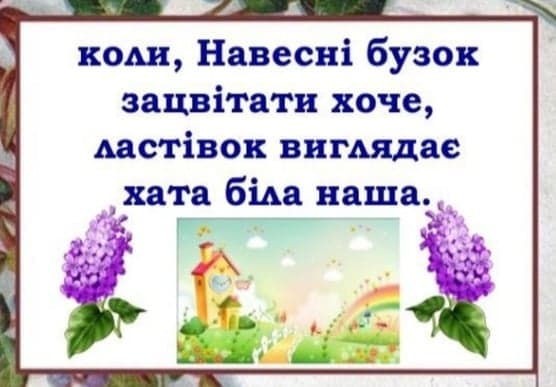 коли, Навесні бузок
зацвітати хоче,
ластівок виглядає
хата біла наша.